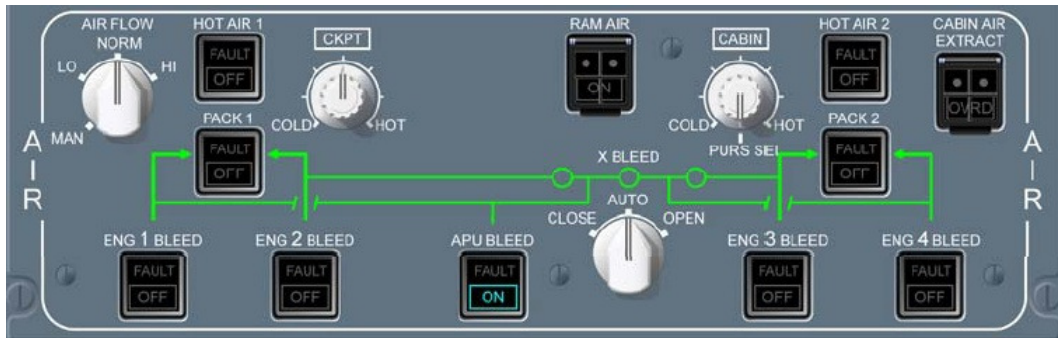 AIR FLOW
NORM
LO
HI
MAN
HOT AIR 1
FAULT
OFF
CKPT
COLD
HOT
RAM AIR
ON
CABIN
COLD
HOT
PURS SEL
HOT AIR 2
FAULT
OFF
CABIN AIR
EXTRACT
OVRD
PACK 1
FAULT
OFF
PACK 2
FAULT
OFF
AIR
AIR
X BLEED
AUTO
CLOSE
OPEN
ENG 1 BLEED
FAULT
OFF
ENG 2 BLEED
FAULT
OFF
APU BLEED
FAULT
ON
ENG 3 BLEED
FAULT
OFF
ENG 4 BLEED
FAULT
OFF